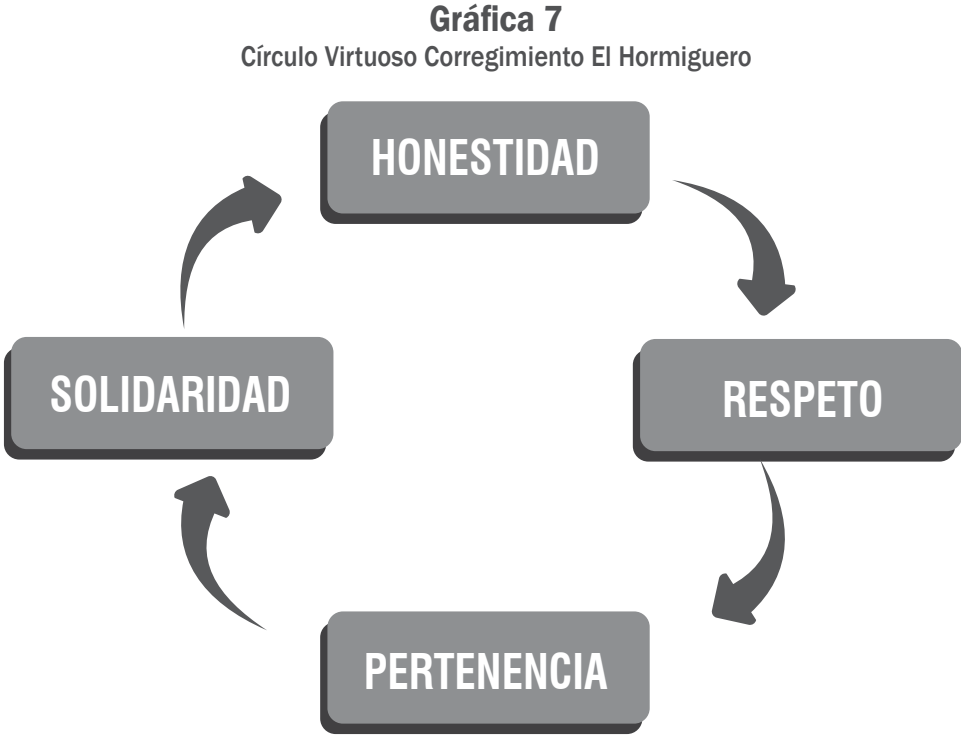 Gráfica 7
Círculo Virtuoso Corregimiento El Hormiguero
HONESTIDAD
SOLIDARIDAD
RESPETO
PERTENENCIA